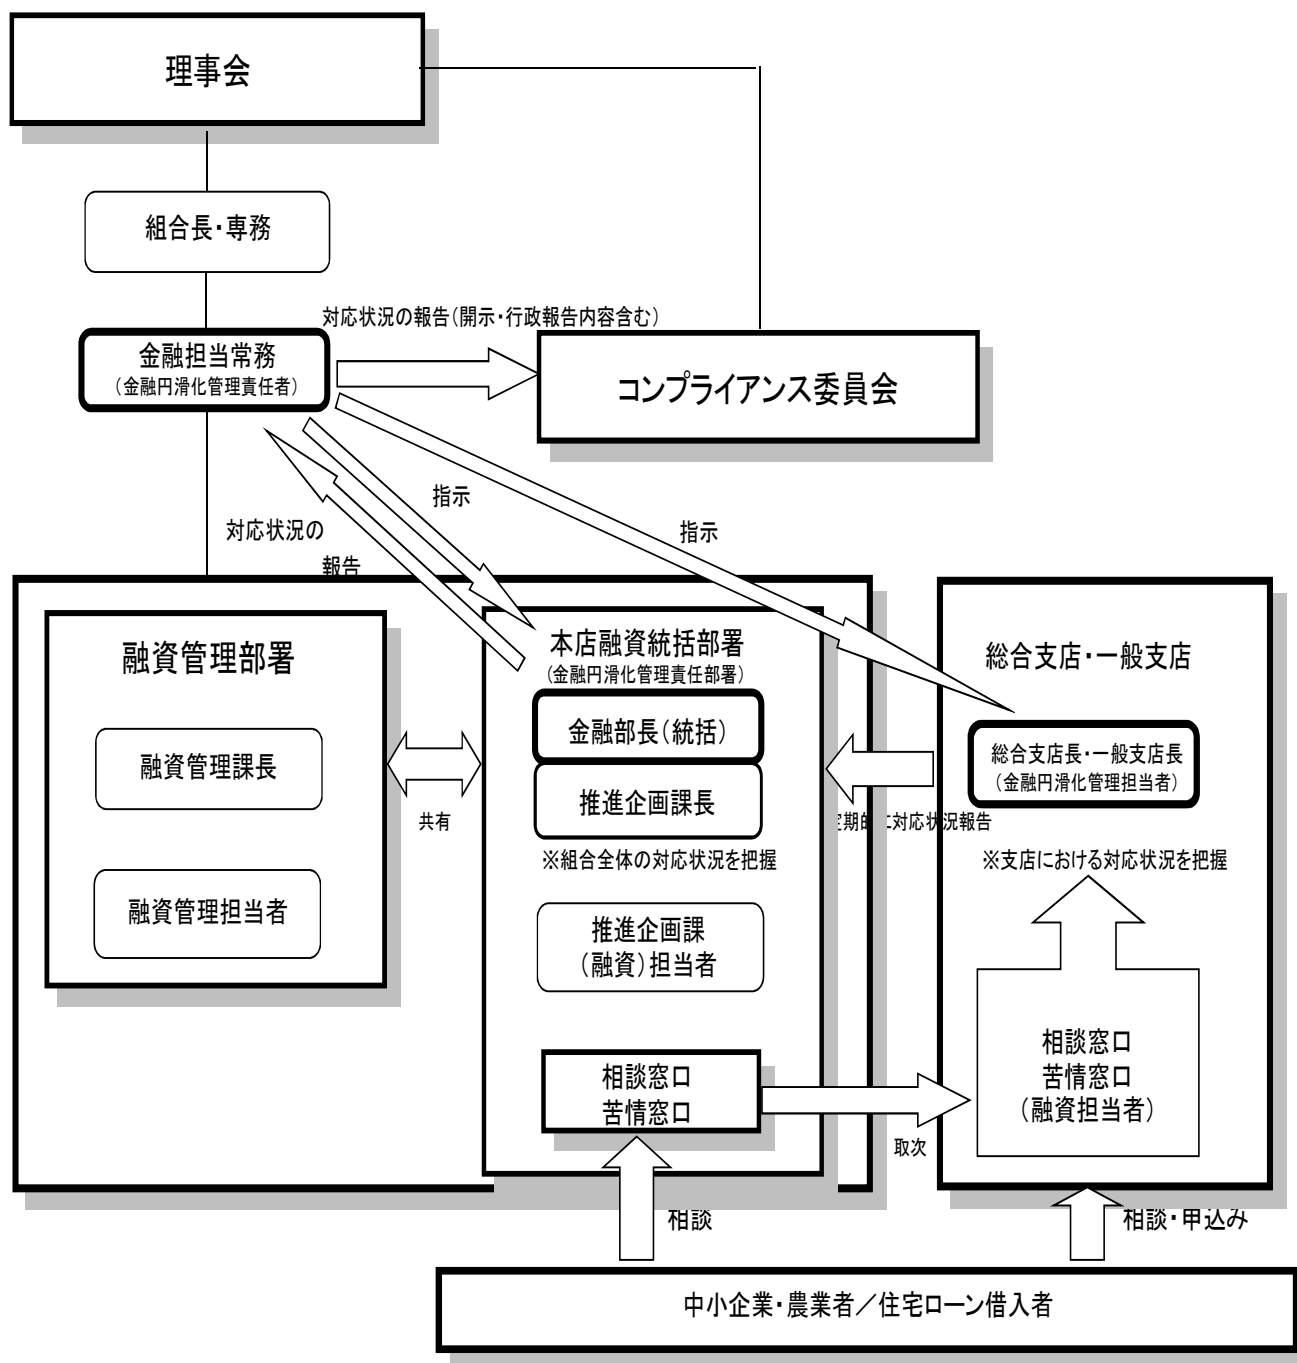 理事会
組合長・専務
対応状況の報告(開示・行政報告内容含む)
金融担当常務
(金融円滑化管理責任者)
コンプライアンス委員会
指示
対応状況の
報告
指示
融資管理部署
融資管理課長
融資管理担当者
共有
本店融資統括部署
(金融円滑化管理責任部署)
金融部長(統括)
推進企画課長
※組合全体の対応状況を把握
推進企画課
(融資)担当者
相談窓口
苦情窓口
定期的に対応状況報告
総合支店・一般支店
総合支店長・一般支店長
(金融円滑化管理担当者)
※支店における対応状況を把握
相談窓口
苦情窓口
(融資担当者)
取次
相談
相談・申込み
中小企業・農業者/住宅ローン借入者